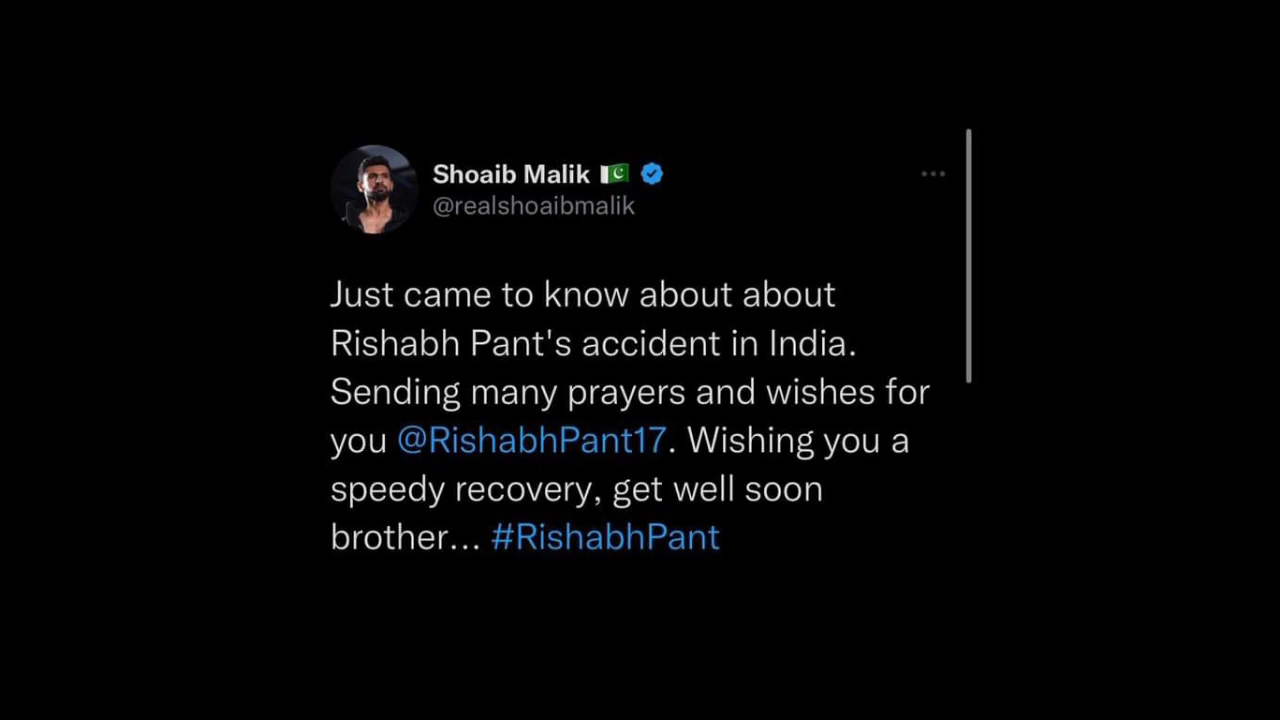 Shoaib Malik 🇵🇰
@realshoaibmalik
Just came to know about about
Rishabh Pant's accident in India.
Sending many prayers and wishes for
you @RishabhPant17. Wishing you a
speedy recovery, get well soon
brother... #RishabhPant